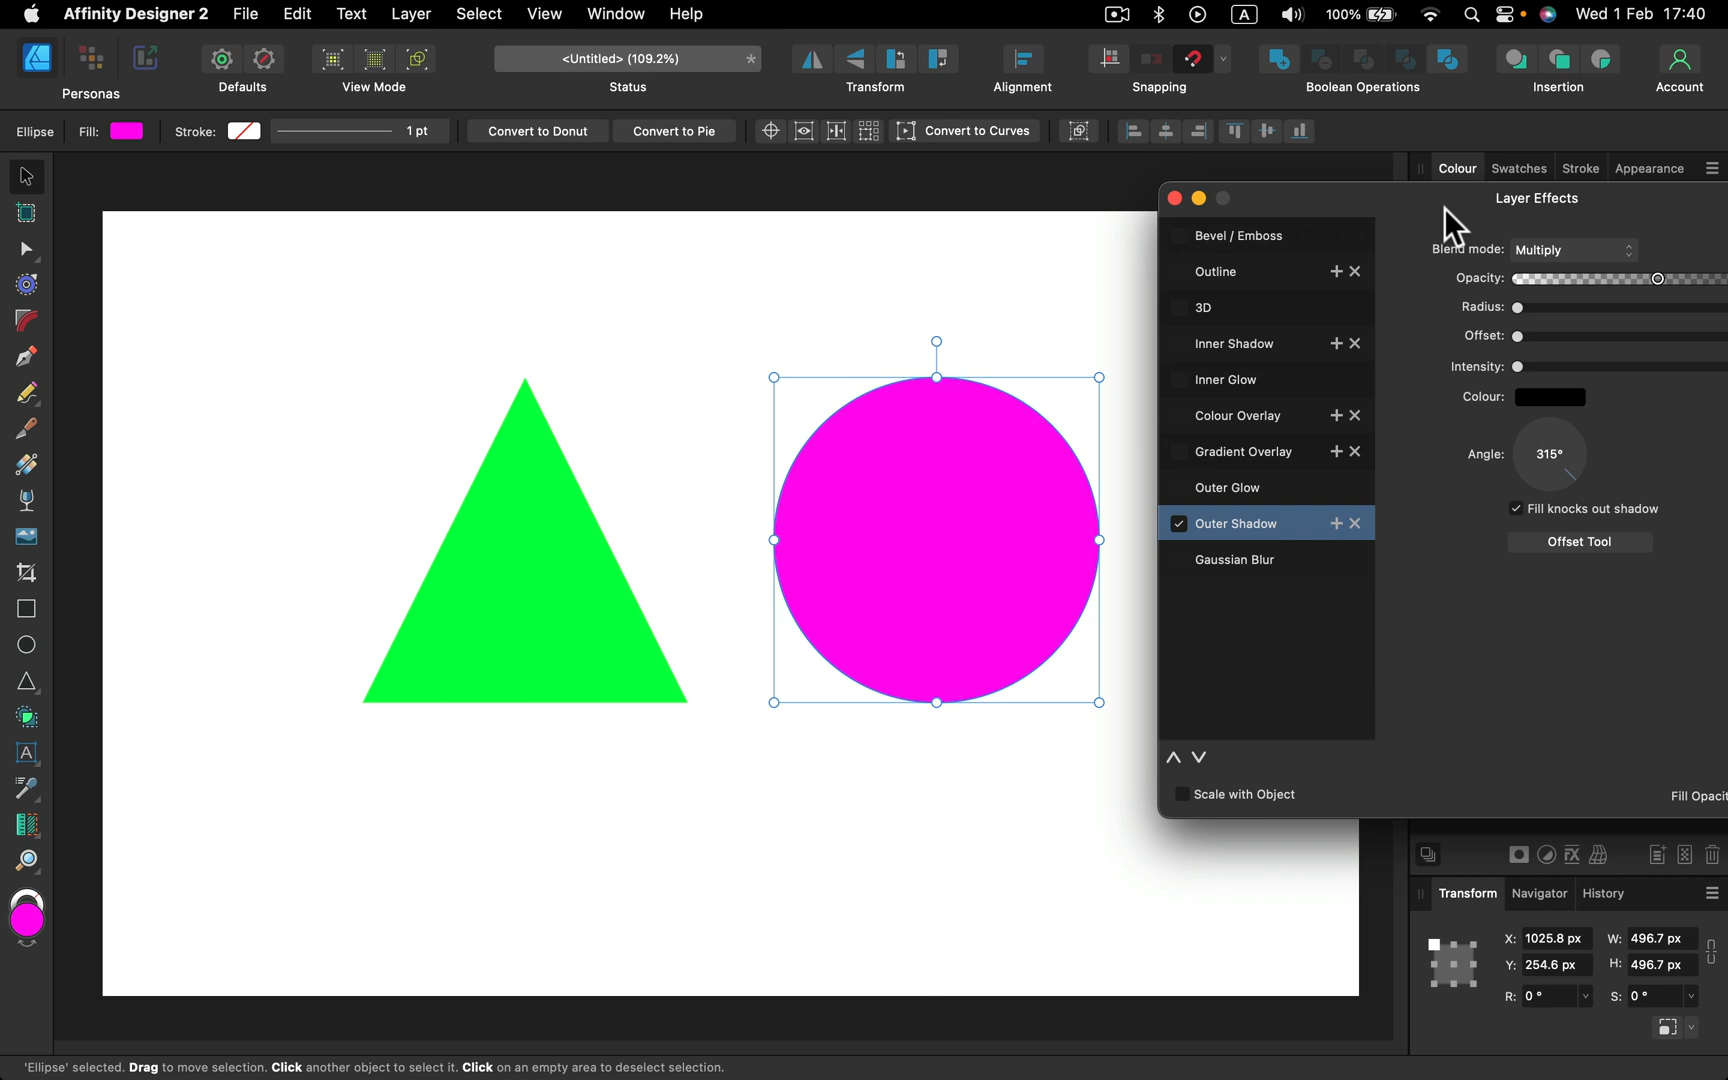 Affinity Designer 2 File Edit Text Layer Select View Window Help A 100% Wed 1 Feb 17:40
<Untitled> (109.2%) *
Personas Defaults View Mode Status Transform Alignment Snapping Boolean Operations Insertion Account
Ellipse Fill: Stroke: 1 pt Convert to Donut Convert to Pie Convert to Curves
Colour Swatches Stroke Appearance
Layer Effects
Bevel / Emboss
Outline
3D
Inner Shadow
Inner Glow
Colour Overlay
Gradient Overlay
Outer Glow
Outer Shadow
Gaussian Blur
Scale with Object
Blend mode: Multiply
Opacity:
Radius:
Offset:
Intensity:
Colour:
Angle: 315°
Fill knocks out shadow
Offset Tool
Fill Opacit
A
Transform Navigator History
X: 1025.8 px W: 496.7 px
Y: 254.6 px H: 496.7 px
R: 0 ° S: 0 °
'Ellipse' selected. Drag to move selection. Click another object to select it. Click on an empty area to deselect selection.